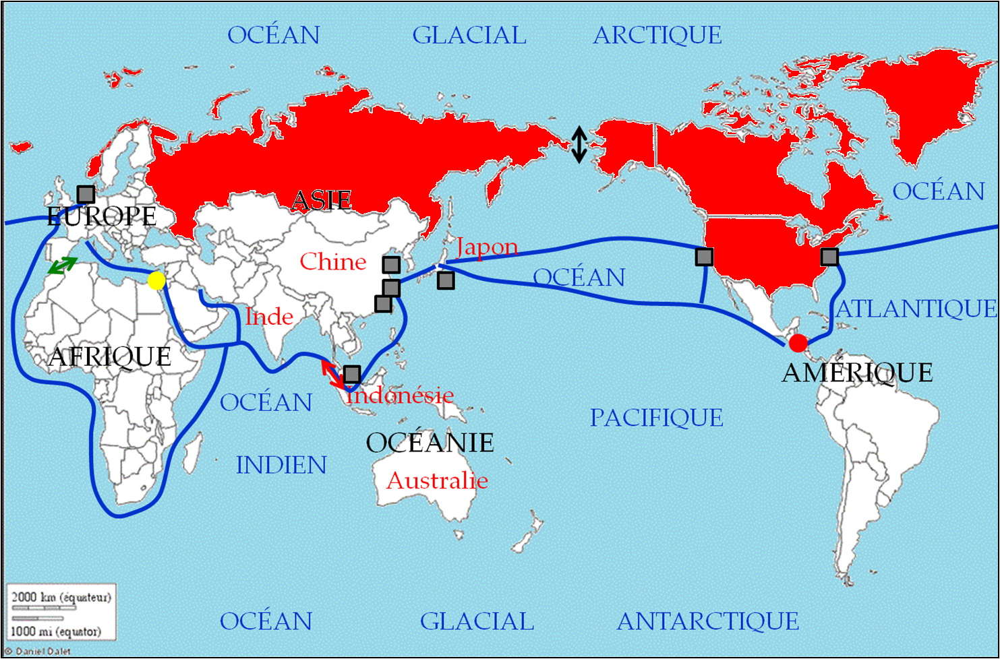 OCÉAN GLACIAL ARCTIQUE
OCÉAN
ASIE
EUROPE
Japon
Chine
OCÉAN
ATLANTIQUE
Inde
AFRIQUE
AMÉRIQUE
Indonésie
OCÉAN
PACIFIQUE
OCÉANIE
INDIEN
Australie
2000 km (équateur)
1000 mi (equator)
OCÉAN GLACIAL ANTARCTIQUE
© Daniel Dalet